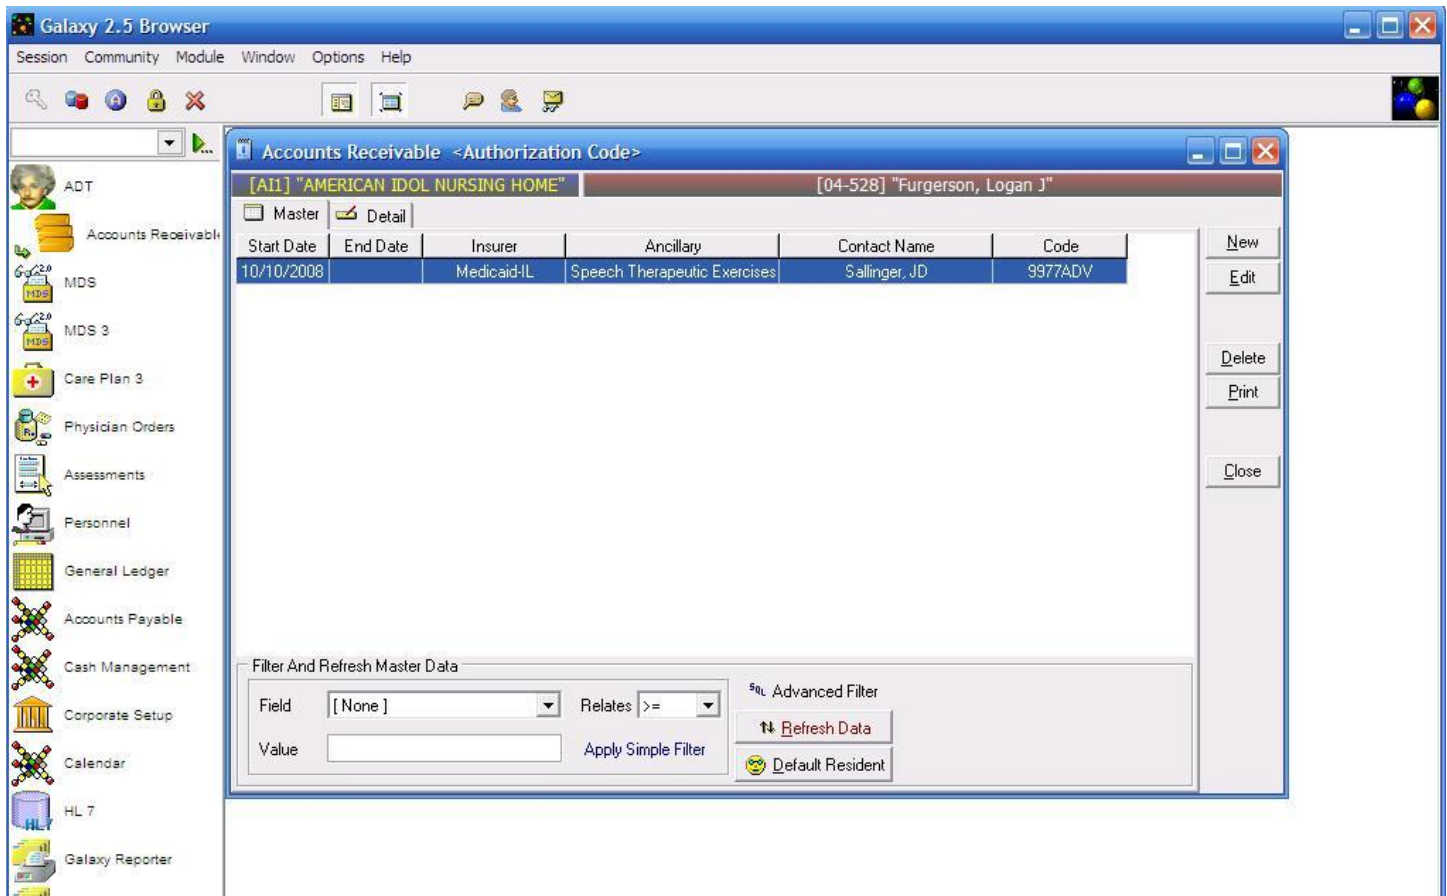 Galaxy 2.5 Browser
Session Community Module Window Options Help
Accounts Receivable <Authorization Code>
[AI1] "AMERICAN IDOL NURSING HOME" [04-528] "Furgerson, Logan J"
Master Detail
Start Date End Date Insurer Ancillary Contact Name Code
10/10/2008 Medicaid-IL Speech Therapeutic Exercises Sallinger, JD 9977ADV
New
Edit
Delete
Print
Close
ADT
Accounts Receivabl
MDS
MDS 3
Care Plan 3
Physician Orders
Assessments
Personnel
General Ledger
Accounts Payable
Cash Management
Corporate Setup
Calendar
HL 7
Galaxy Reporter
Filter And Refresh Master Data
Field [ None ] Relates >=
Value Apply Simple Filter
SQL Advanced Filter
Refresh Data
Default Resident